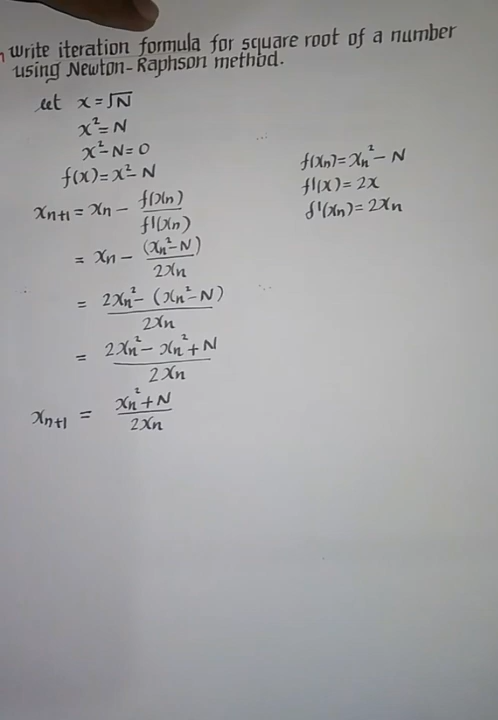 n write iteration formula for square root of a number
using Newton-Raphson method.
Let x = √N
x² = N
x² - N = 0
f(x) = x² - N
xₙ₊₁ = xₙ - f(xₙ)/f'(xₙ)
= xₙ - (xₙ² - N)/2xₙ
= 2xₙ² - (xₙ² - N)/2xₙ
= 2xₙ² - xₙ² + N/2xₙ
xₙ₊₁ = xₙ² + N/2xₙ
f(xₙ) = xₙ² - N
f'(x) = 2x
f'(xₙ) = 2xₙ